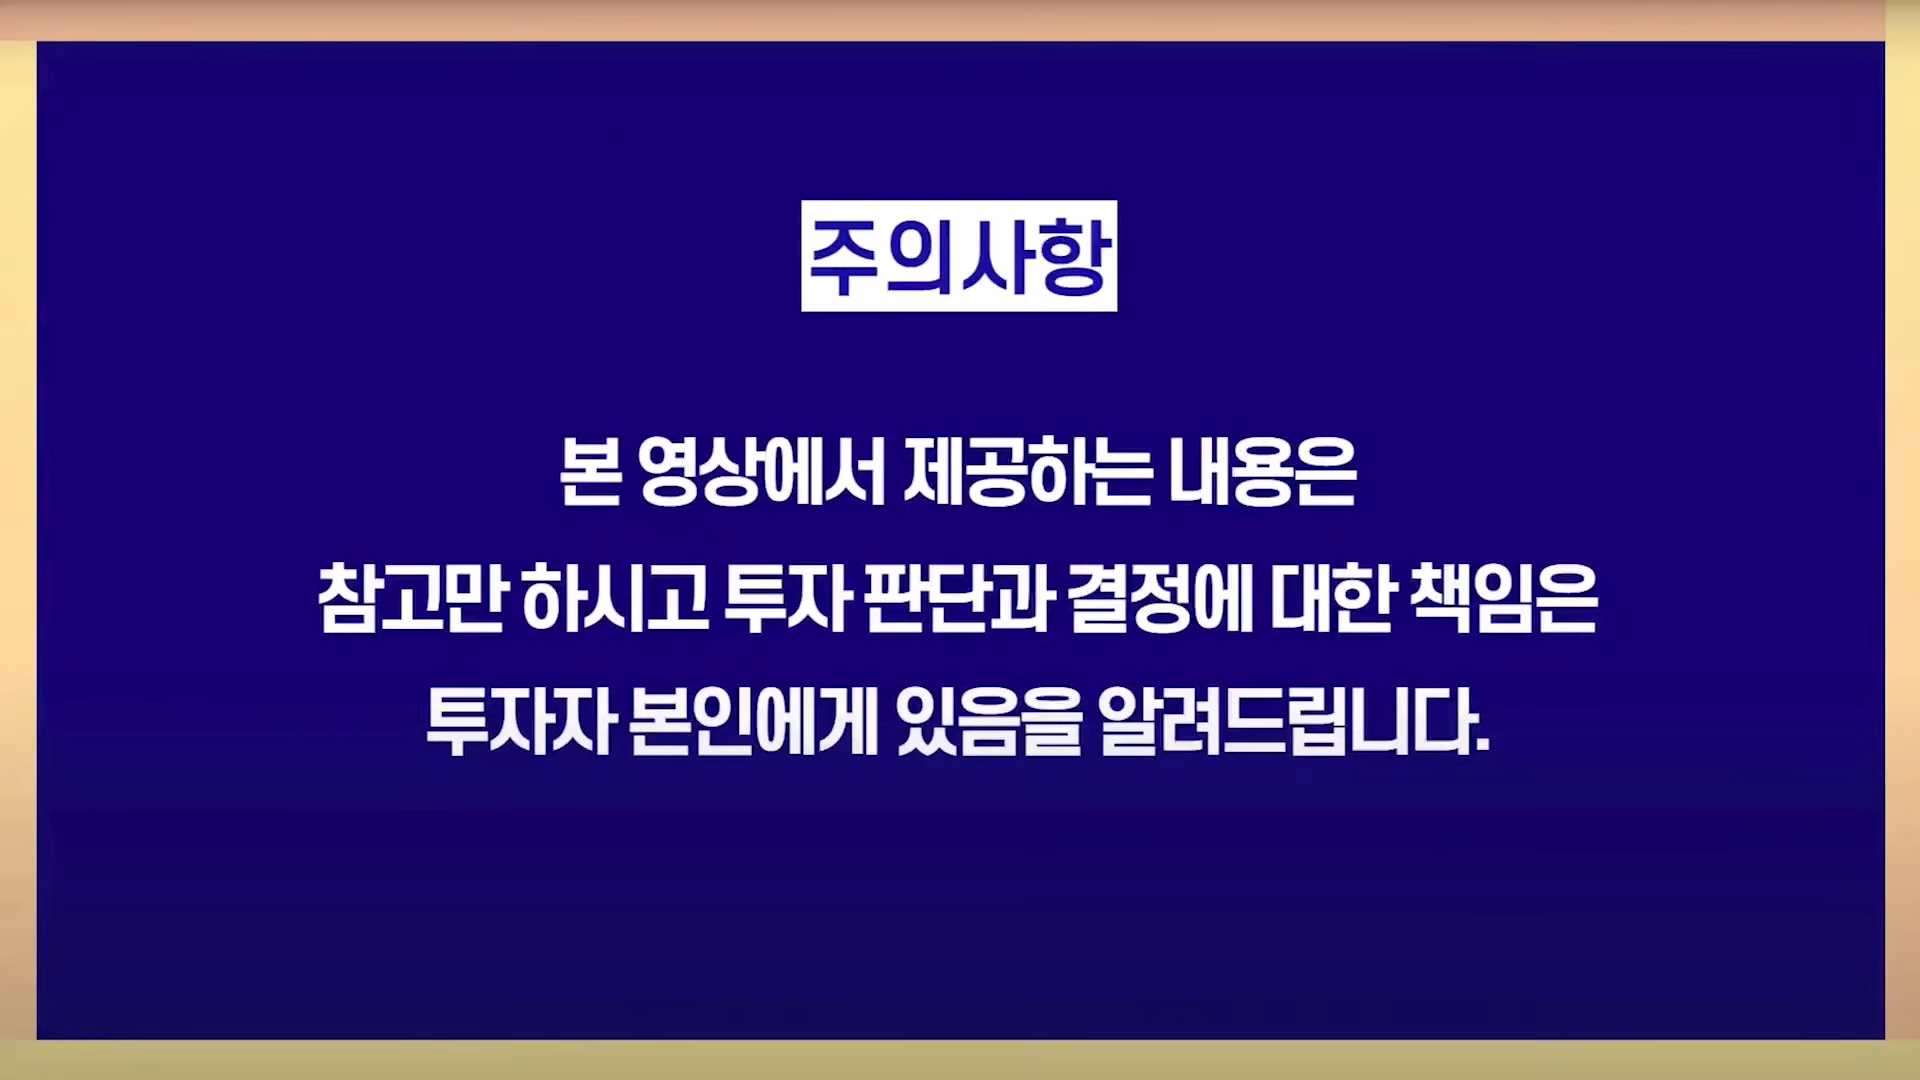 주의사항
본 영상에서 제공하는 내용은
참고만 하시고 투자 판단과 결정에 대한 책임은
투자자 본인에게 있음을 알려드립니다.